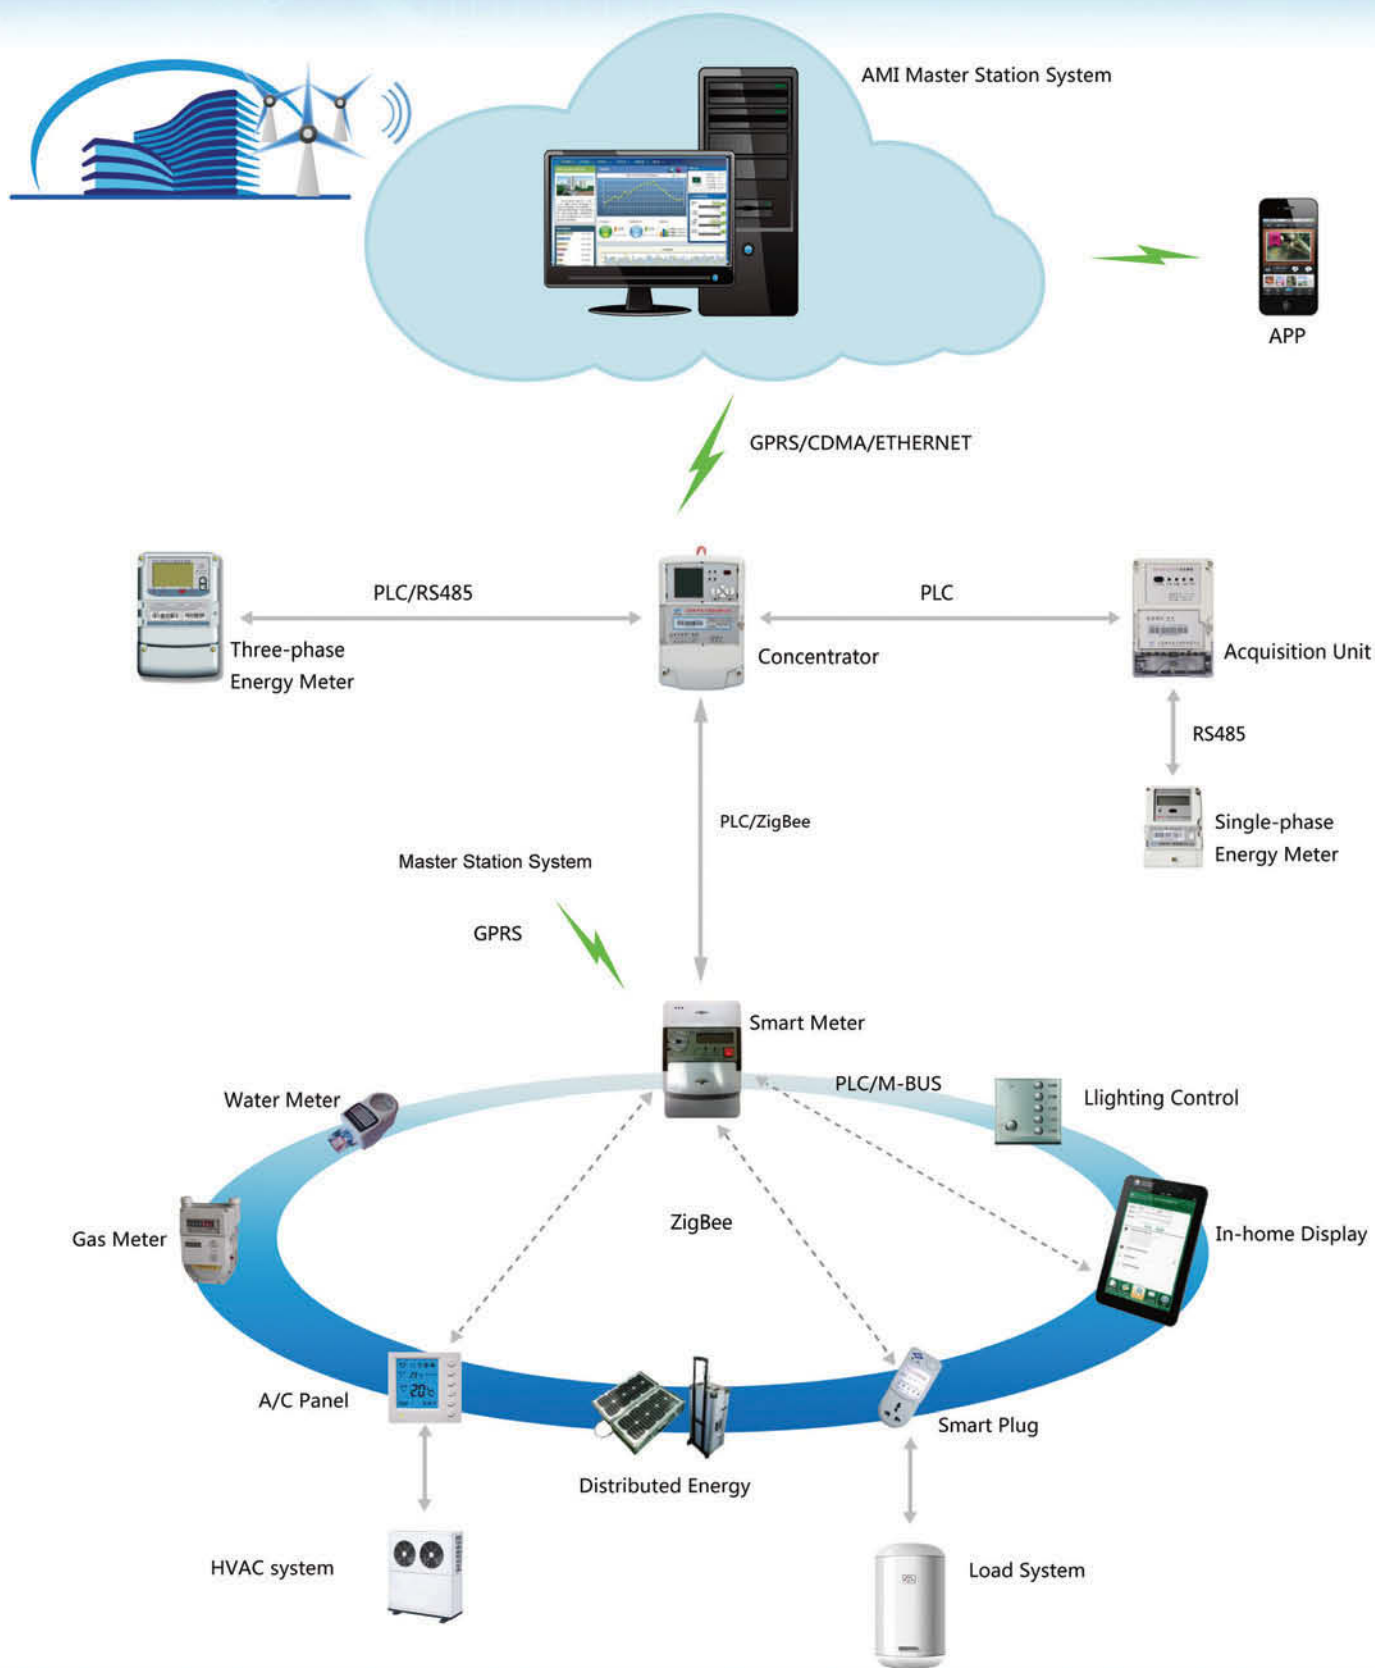 AMI Master Station System
APP
GPRS/CDMA/ETHERNET
PLC/RS485
PLC
Three-phase
Energy Meter
Concentrator
Acquisition Unit
RS485
PLC/ZigBee
Single-phase
Energy Meter
Master Station System
GPRS
Smart Meter
PLC/M-BUS
Water Meter
Llighting Control
ZigBee
Gas Meter
In-home Display
20℃
A/C Panel
Smart Plug
Distributed Energy
HVAC system
Load System